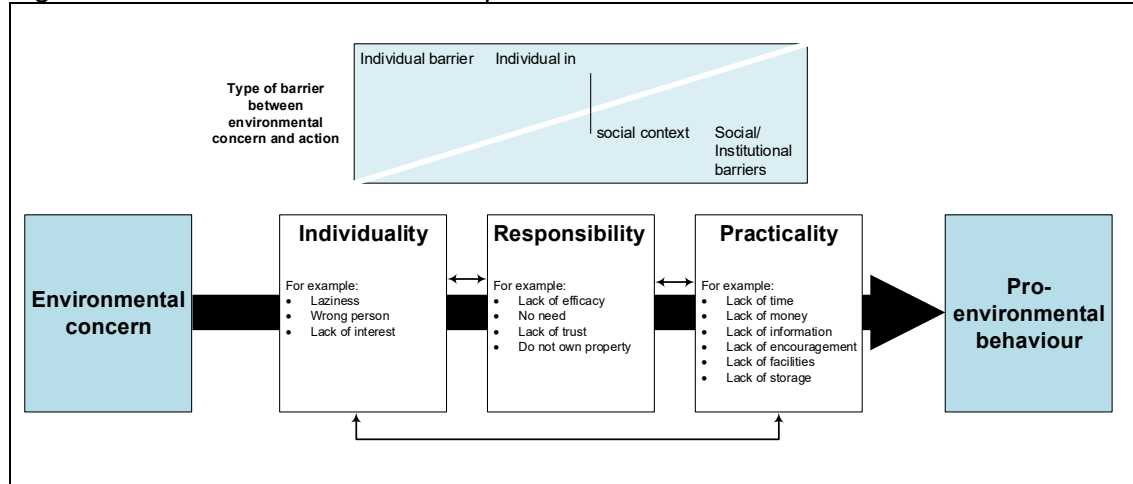 Individual barrier Individual in
Type of barrier
between
environmental
concern and action
social context
Social/
Institutional
barriers
Environmental
concern
Individuality
For example:
• Laziness
• Wrong person
• Lack of interest
Responsibility
For example:
• Lack of efficacy
• No need
• Lack of trust
• Do not own property
Practicality
For example:
• Lack of time
• Lack of money
• Lack of information
• Lack of encouragement
• Lack of facilities
• Lack of storage
Pro-
environmental
behaviour